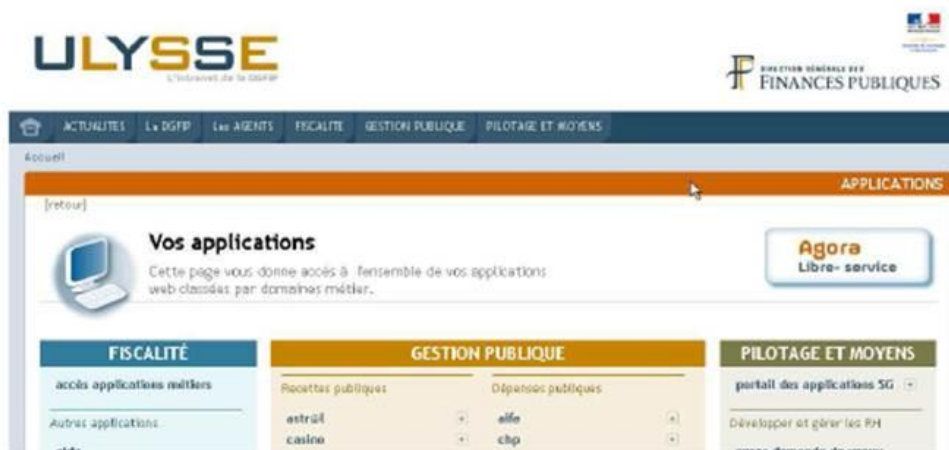 ULYSSE
L'intranet de la DGFIP
DIRECTION GÉNÉRALE DES
FINANCES PUBLIQUES
ACTUALITES La DGFIP Les AGENTS FISCALITE GESTION PUBLIQUE PILOTAGE ET MOYENS
Accueil
APPLICATIONS
[retour]
Vos applications
Cette page vous donne accès à l'ensemble de vos applications
web classées par domaines métier.
Agora
Libre- service
FISCALITÉ
GESTION PUBLIQUE
PILOTAGE ET MOYENS
accès applications métiers
Autres applications
Recettes publiques
astr@l
casino
Dépenses publiques
alfe
chp
portail des applications SG
Développer et gérer les RH